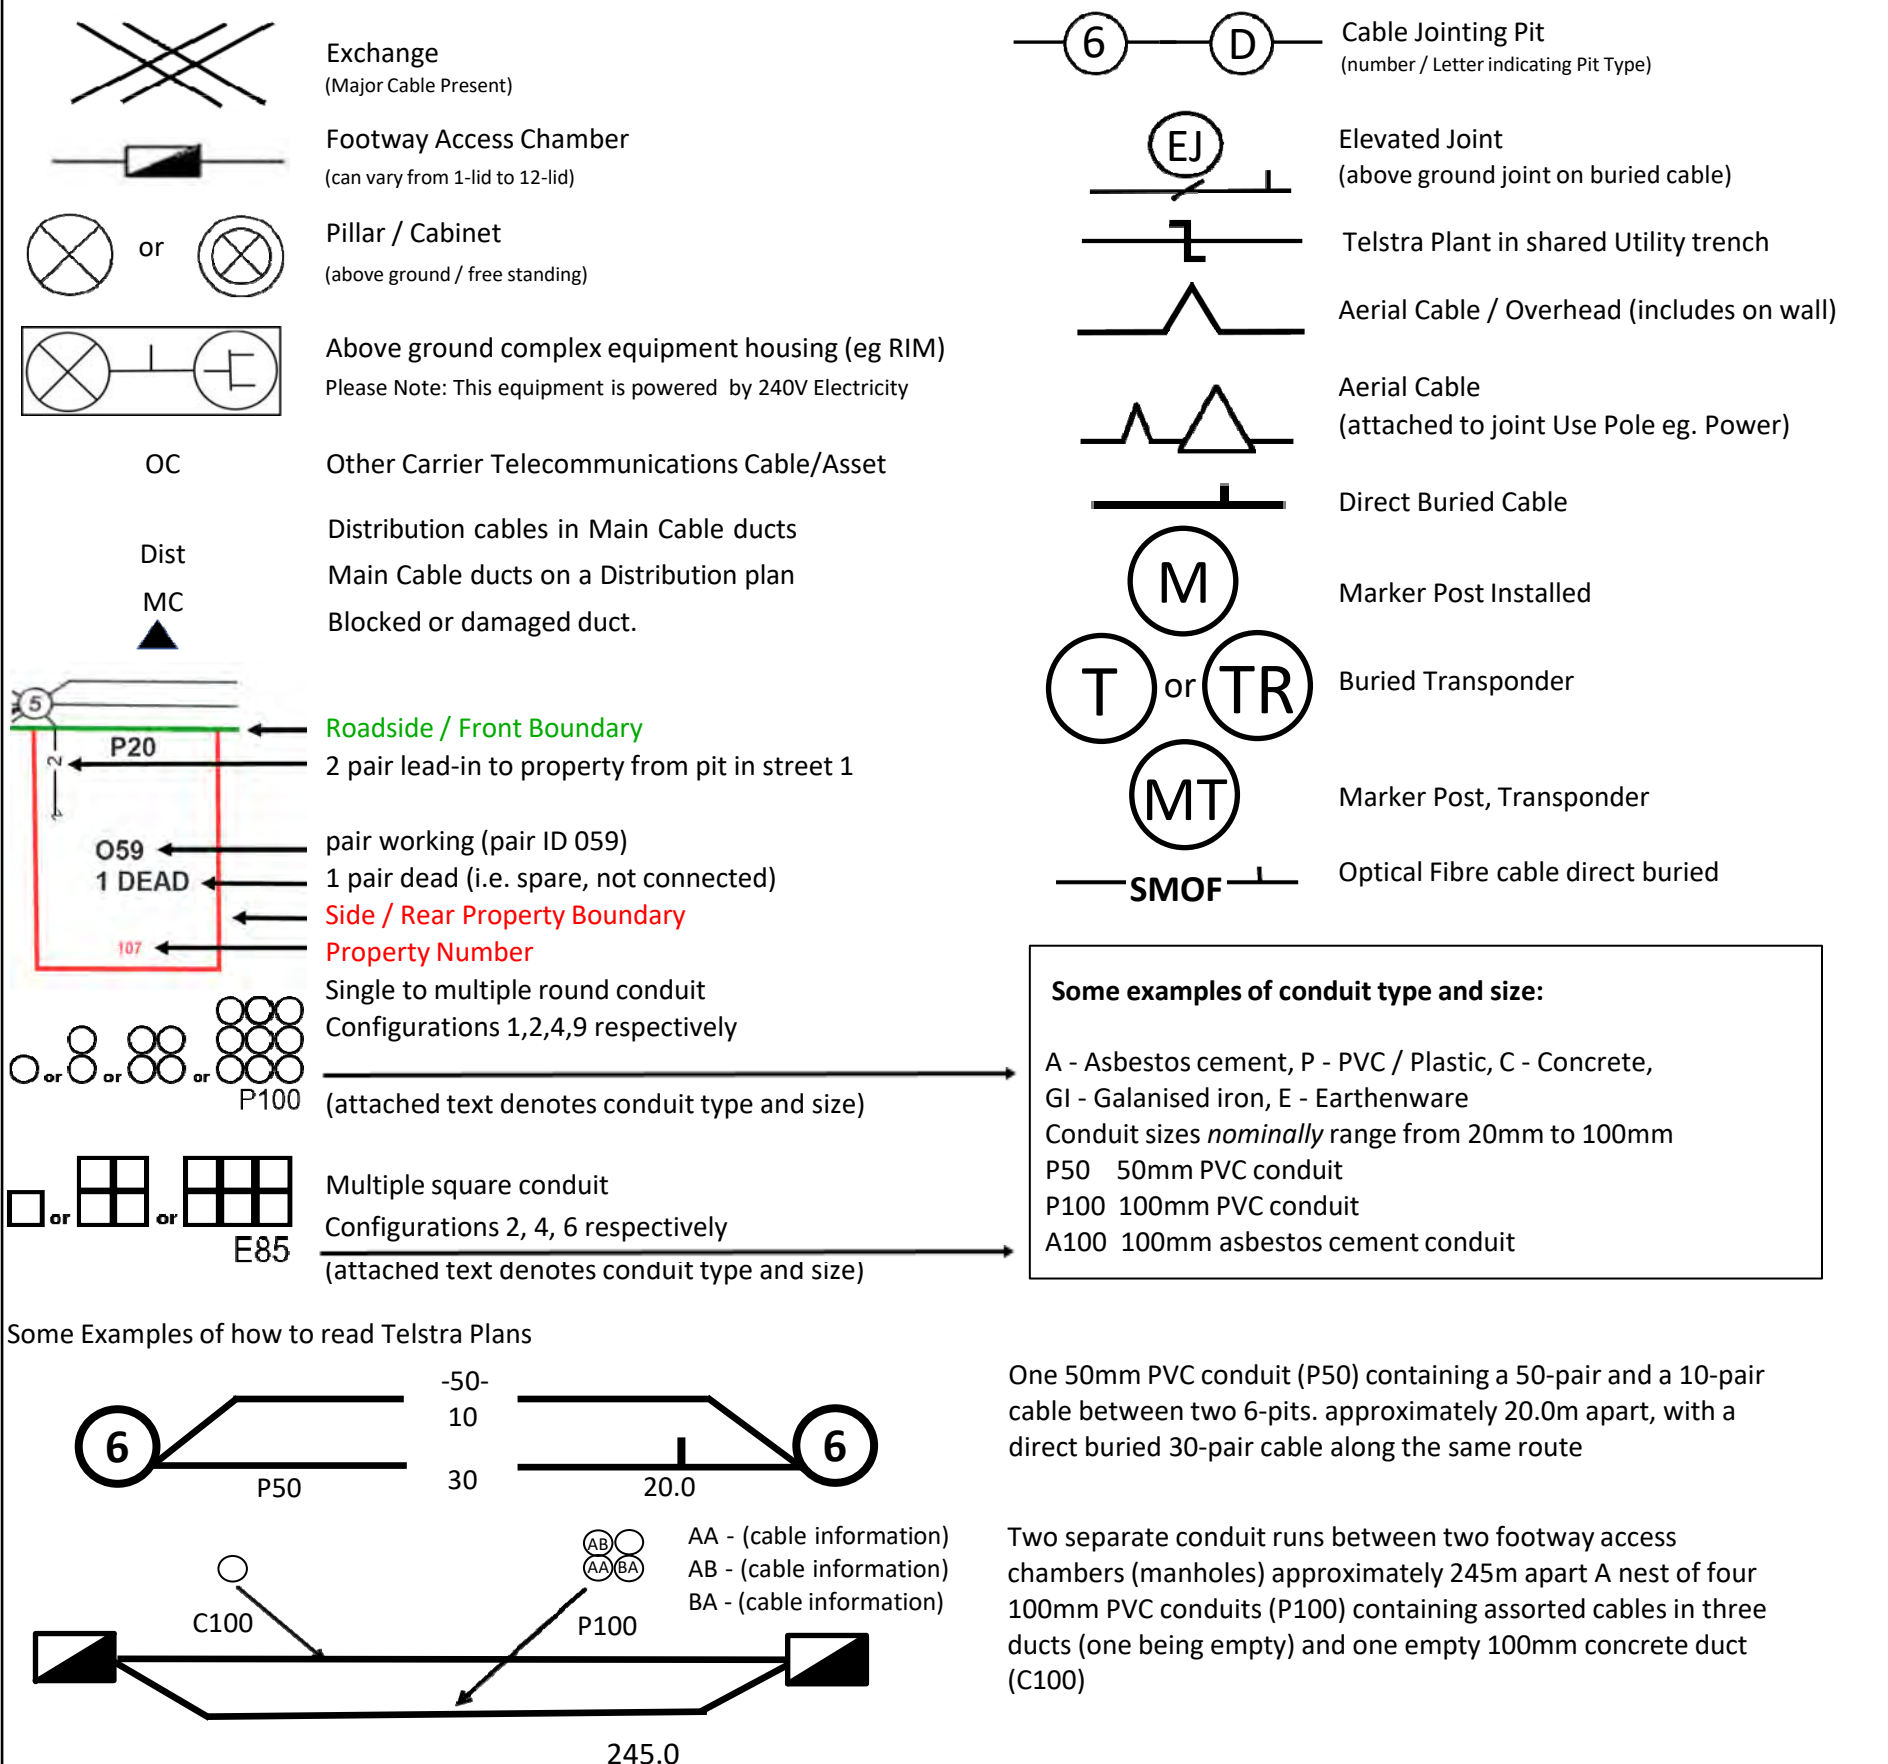 Exchange
(Major Cable Present)
Footway Access Chamber
(can vary from 1-lid to 12-lid)
or
Pillar / Cabinet
(above ground / free standing)
Above ground complex equipment housing (eg RIM)
Please Note: This equipment is powered by 240V Electricity
OC
Other Carrier Telecommunications Cable/Asset
Dist
Distribution cables in Main Cable ducts
MC
Main Cable ducts on a Distribution plan
Blocked or damaged duct.
5
Roadside / Front Boundary
P20
2
2 pair lead-in to property from pit in street 1
O59
pair working (pair ID 059)
1 DEAD
1 pair dead (i.e. spare, not connected)
Side / Rear Property Boundary
107
Property Number
Single to multiple round conduit
Configurations 1,2,4,9 respectively
or or or
P100
(attached text denotes conduit type and size)
or or
E85
Multiple square conduit
Configurations 2, 4, 6 respectively
(attached text denotes conduit type and size)
6 D
Cable Jointing Pit
(number / Letter indicating Pit Type)
EJ
Elevated Joint
(above ground joint on buried cable)
Telstra Plant in shared Utility trench
Aerial Cable / Overhead (includes on wall)
Aerial Cable
(attached to joint Use Pole eg. Power)
Direct Buried Cable
M
Marker Post Installed
T or TR
Buried Transponder
MT
Marker Post, Transponder
SMOF
Optical Fibre cable direct buried
Some examples of conduit type and size:
A - Asbestos cement, P - PVC / Plastic, C - Concrete,
GI - Galanised iron, E - Earthenware
Conduit sizes nominally range from 20mm to 100mm
P50 50mm PVC conduit
P100 100mm PVC conduit
A100 100mm asbestos cement conduit
Some Examples of how to read Telstra Plans
-50-
10
6 6
P50
30
20.0
One 50mm PVC conduit (P50) containing a 50-pair and a 10-pair
cable between two 6-pits. approximately 20.0m apart, with a
direct buried 30-pair cable along the same route
AB
AA BA
AA - (cable information)
AB - (cable information)
BA - (cable information)
C100
P100
245.0
Two separate conduit runs between two footway access
chambers (manholes) approximately 245m apart A nest of four
100mm PVC conduits (P100) containing assorted cables in three
ducts (one being empty) and one empty 100mm concrete duct
(C100)